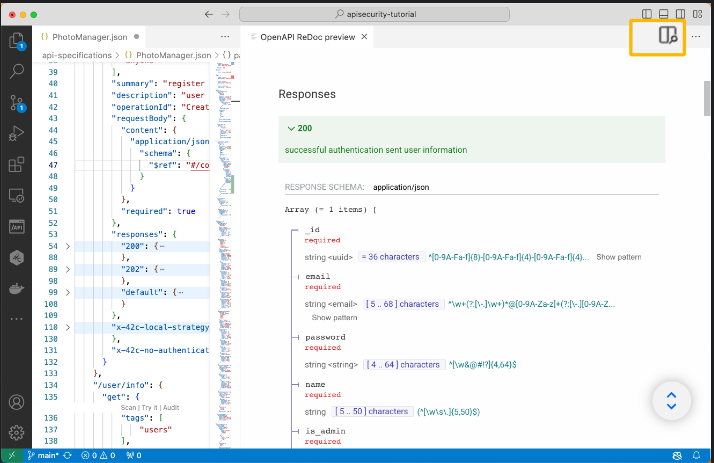 apisecurity-tutorial
PhotoManager.json
OpenAPI ReDoc preview
api-specifications > {} PhotoManager.json > {} pa
39 ],
40 "summary": "register
41 "description": "user
42 "operationId": "Creat
43 "requestBody": {
44 "content": {
45 "application/json
46 "schema": {
47 "$ref": "#/co
48 }
49 }
50 },
51 "required": true
52 },
53 "responses": {
54 "200": {
88 },
89 "202": {
98 },
99 "default": {
108 }
109 },
110 "x-42c-local-strategy
130 },
131 "x-42c-no-authenticat
132 }
133 },
134 "/user/info": {
135 "get": {
Scan | Try it | Audit
136 "tags": [
137 "users"
138 ],
Responses
200
successful authentication sent user information
RESPONSE SCHEMA: application/json
Array (= 1 items) [
_id
required
string <uuid> = 36 characters ^[0-9A-Fa-f]{8}-[0-9A-Fa-f]{4}-[0-9A-Fa-f]{4}... Show pattern
email
required
string <email> [ 5 .. 68 ] characters ^\w+(?:[\-.]\w+)*@[0-9A-Za-z]+(?:[\-.][0-9A-Z...
Show pattern
password
required
string <string> [ 4 .. 64 ] characters ^[\w&@#!?]{4,64}$
name
required
string [ 5 .. 50 ] characters (^[\w\s\.]{5,50}$)
is_admin
required
main* 0 0 0
1
1
/API